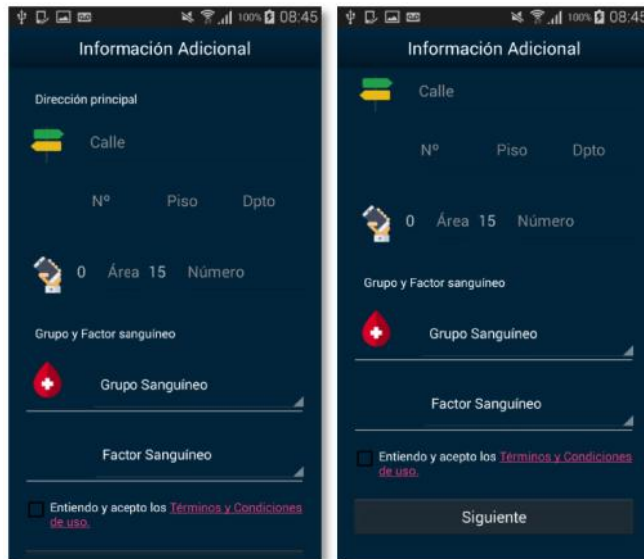 100% 08:45
Información Adicional
Dirección principal
Calle
Nº Piso Dpto
0 Área 15 Número
Grupo y Factor sanguíneo
Grupo Sanguíneo
Factor Sanguíneo
Entiendo y acepto los Términos y Condiciones
de uso.
100% 08:45
Información Adicional
Calle
Nº Piso Dpto
0 Área 15 Número
Grupo y Factor sanguíneo
Grupo Sanguíneo
Factor Sanguíneo
Entiendo y acepto los Términos y Condiciones
de uso.
Siguiente